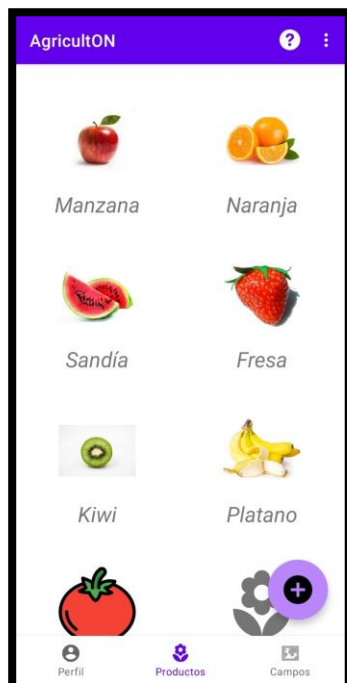 AgricultON
Manzana
Naranja
Sandía
Fresa
Kiwi
Platano
Perfil
Productos
Campos